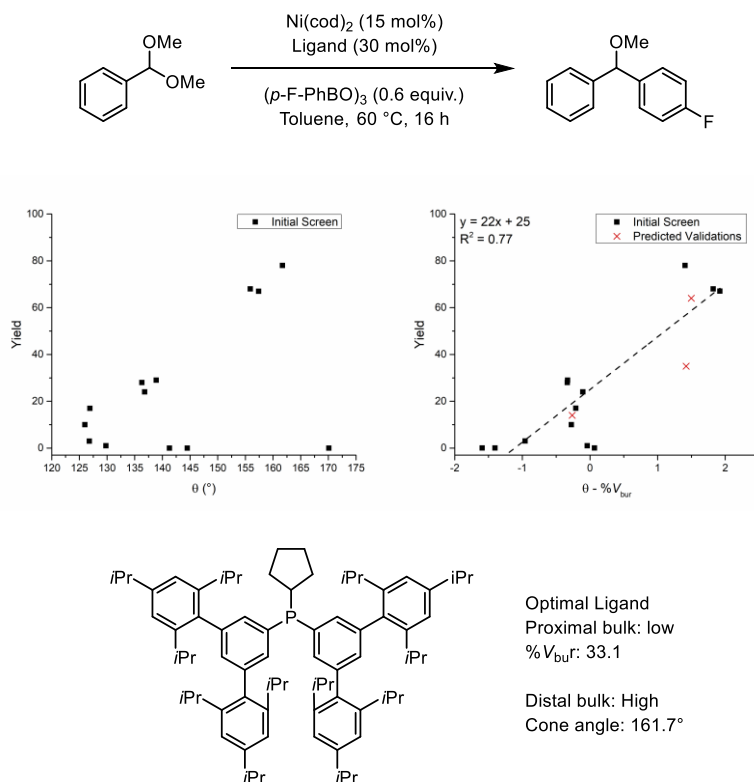 OMe
OMe
Ni(cod)2 (15 mol%)
Ligand (30 mol%)
(p-F-PhBO)3 (0.6 equiv.)
Toluene, 60 °C, 16 h
OMe
F
100
80
60
40
20
0
Yield
Initial Screen
120 125 130 135 140 145 150 155 160 165 170 175
θ (°)
100
80
60
40
20
0
Yield
y = 22x + 25
R² = 0.77
Initial Screen
Predicted Validations
-2 -1 0 1 2
θ - %Vbur
iPr
iPr
iPr
iPr
iPr
iPr
P
iPr
iPr
iPr
iPr
iPr
iPr
Optimal Ligand
Proximal bulk: low
%Vbur: 33.1
Distal bulk: High
Cone angle: 161.7°